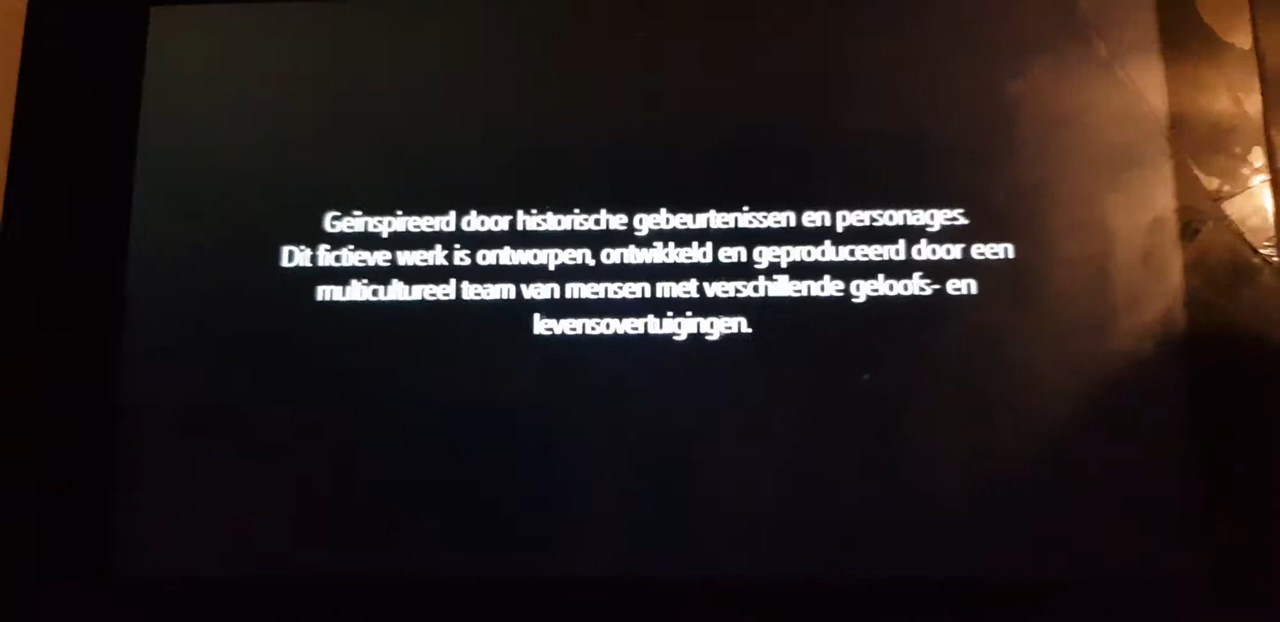 Geïnspireerd door historische gebeurtenissen en personages.
Dit fictieve werk is ontworpen, ontwikkeld en geproduceerd door een
multicultureel team van mensen met verschillende geloofs- en
levensovertuigingen.